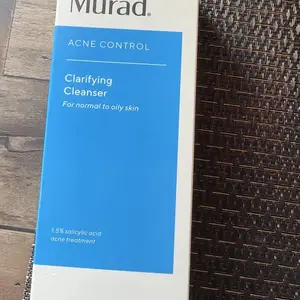 Murad.
ACNE CONTROL
Clarifying
Cleanser
For normal to oily skin
1.5% salicylic acid
acne treatment